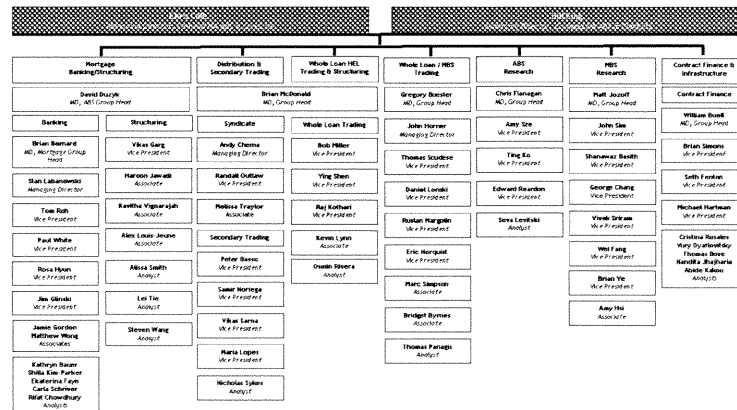 Mortgage
Banking/Structuring
David Duzyk
MD, ABS Group Head
Banking
Brian Bernard
MD, Mortgage Group
Head
Stan Labanowski
Managing Director
Tom Roh
Vice President
Paul White
Vice President
Rosa Hyun
Vice President
Jim Glinski
Vice President
Jamie Gordon
Matthew Wong
Associates
Kathryn Bauer
Shilla Kim-Parker
Ekaterina Fayn
Carla Schriver
Rifat Chowdhury
Analysts
Structuring
Vikas Garg
Vice President
Haroon Jawadi
Associate
Kavitha Vignarajah
Associate
Alex Louis Jeune
Associate
Alissa Smith
Analyst
Lei Tie
Analyst
Steven Wang
Analyst
Distribution &
Secondary Trading
Whole Loan HEL
Trading & Structuring
Brian McDonald
MD, Group Head
Syndicate
Andy Cherna
Managing Director
Randall Outlaw
Vice President
Melissa Traylor
Associate
Secondary Trading
Peter Basso
Vice President
Samir Noriega
Vice President
Vikas Sarna
Vice President
Maria Lopes
Vice President
Nicholas Sykes
Analyst
Whole Loan Trading
Bob Miller
Vice President
Ying Shen
Vice President
Raj Kothari
Vice President
Kevin Lynn
Associate
Osmin Rivera
Analyst
Whole Loan / MBS
Trading
Gregory Boester
MD, Group Head
John Horner
Managing Director
Thomas Scudese
Vice President
Daniel Lonski
Vice President
Ruslan Margolin
Vice President
Eric Norquist
Vice President
Marc Simpson
Associate
Bridget Byrnes
Associate
Thomas Panagis
Analyst
ABS
Research
Chris Flanagan
MD, Group Head
Amy Sze
Vice President
Ting Ko
Vice President
Edward Reardon
Vice President
Seva Levitski
Analyst
MBS
Research
Matt Jozoff
MD, Group Head
John Sim
Vice President
Shanawaz Basith
Vice President
George Chang
Vice President
Vivek Sriram
Vice President
Wei Fang
Vice President
Brian Ye
Vice President
Amy Hsi
Associate
Contract Finance &
Infrastructure
Contract Finance
William Buell
MD, Group Head
Brian Simons
Vice President
Seth Fenton
Vice President
Michael Hartman
Vice President
Cristina Rosales
Yury Dyatlovitsky
Thomas Dove
Nandita Jhajharia
Abide Kakou
Analysts